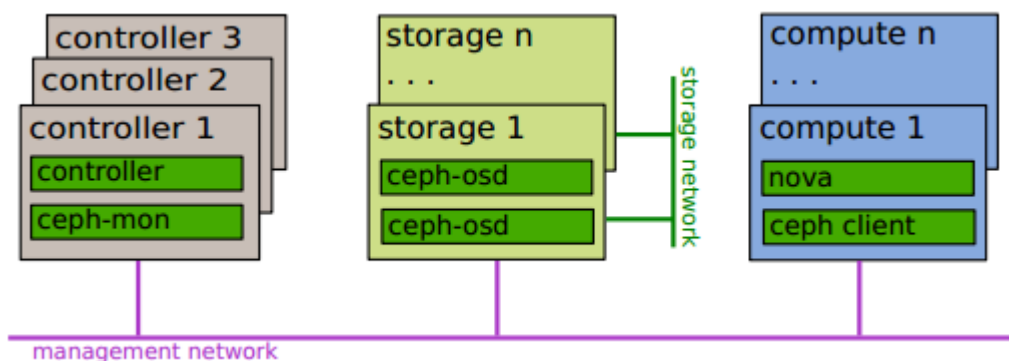 controller 3
controller 2
controller 1
controller
ceph-mon
storage n
. . .
storage 1
ceph-osd
ceph-osd
storage network
compute n
. . .
compute 1
nova
ceph client
management network